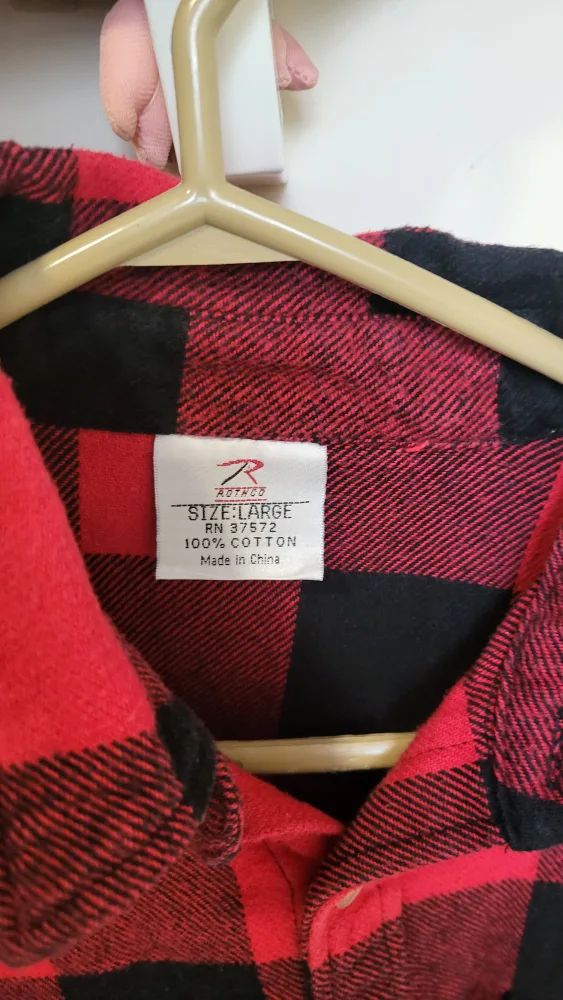 ROTHCO
SIZE:LARGE
RN 37572
100% COTTON
Made in China